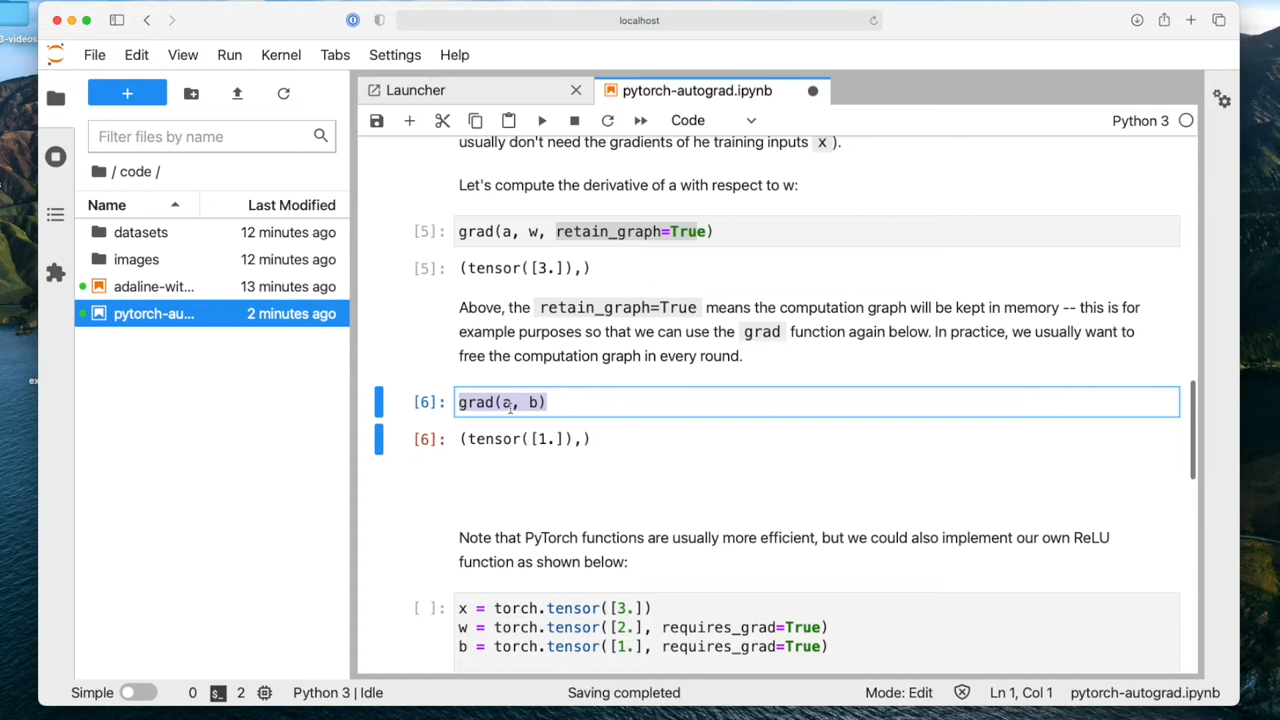 3-videos
localhost
File Edit View Run Kernel Tabs Settings Help
+
Filter files by name
/ code /
Name Last Modified
datasets 12 minutes ago
images 12 minutes ago
adaline-wit... 13 minutes ago
pytorch-au... 2 minutes ago
Launcher
pytorch-autograd.ipynb
Code
Python 3
usually don't need the gradients of he training inputs x ).
Let's compute the derivative of a with respect to w:
[5]: grad(a, w, retain_graph=True)
[5]: (tensor([3.]),)
Above, the retain_graph=True means the computation graph will be kept in memory -- this is for
example purposes so that we can use the grad function again below. In practice, we usually want to
free the computation graph in every round.
[6]: grad(a, b)
[6]: (tensor([1.]),)
Note that PyTorch functions are usually more efficient, but we could also implement our own ReLU
function as shown below:
[ ]: x = torch.tensor([3.])
w = torch.tensor([2.], requires_grad=True)
b = torch.tensor([1.], requires_grad=True)
ex
Simple 0 $_ 2 Python 3 | Idle Saving completed Mode: Edit Ln 1, Col 1 pytorch-autograd.ipynb